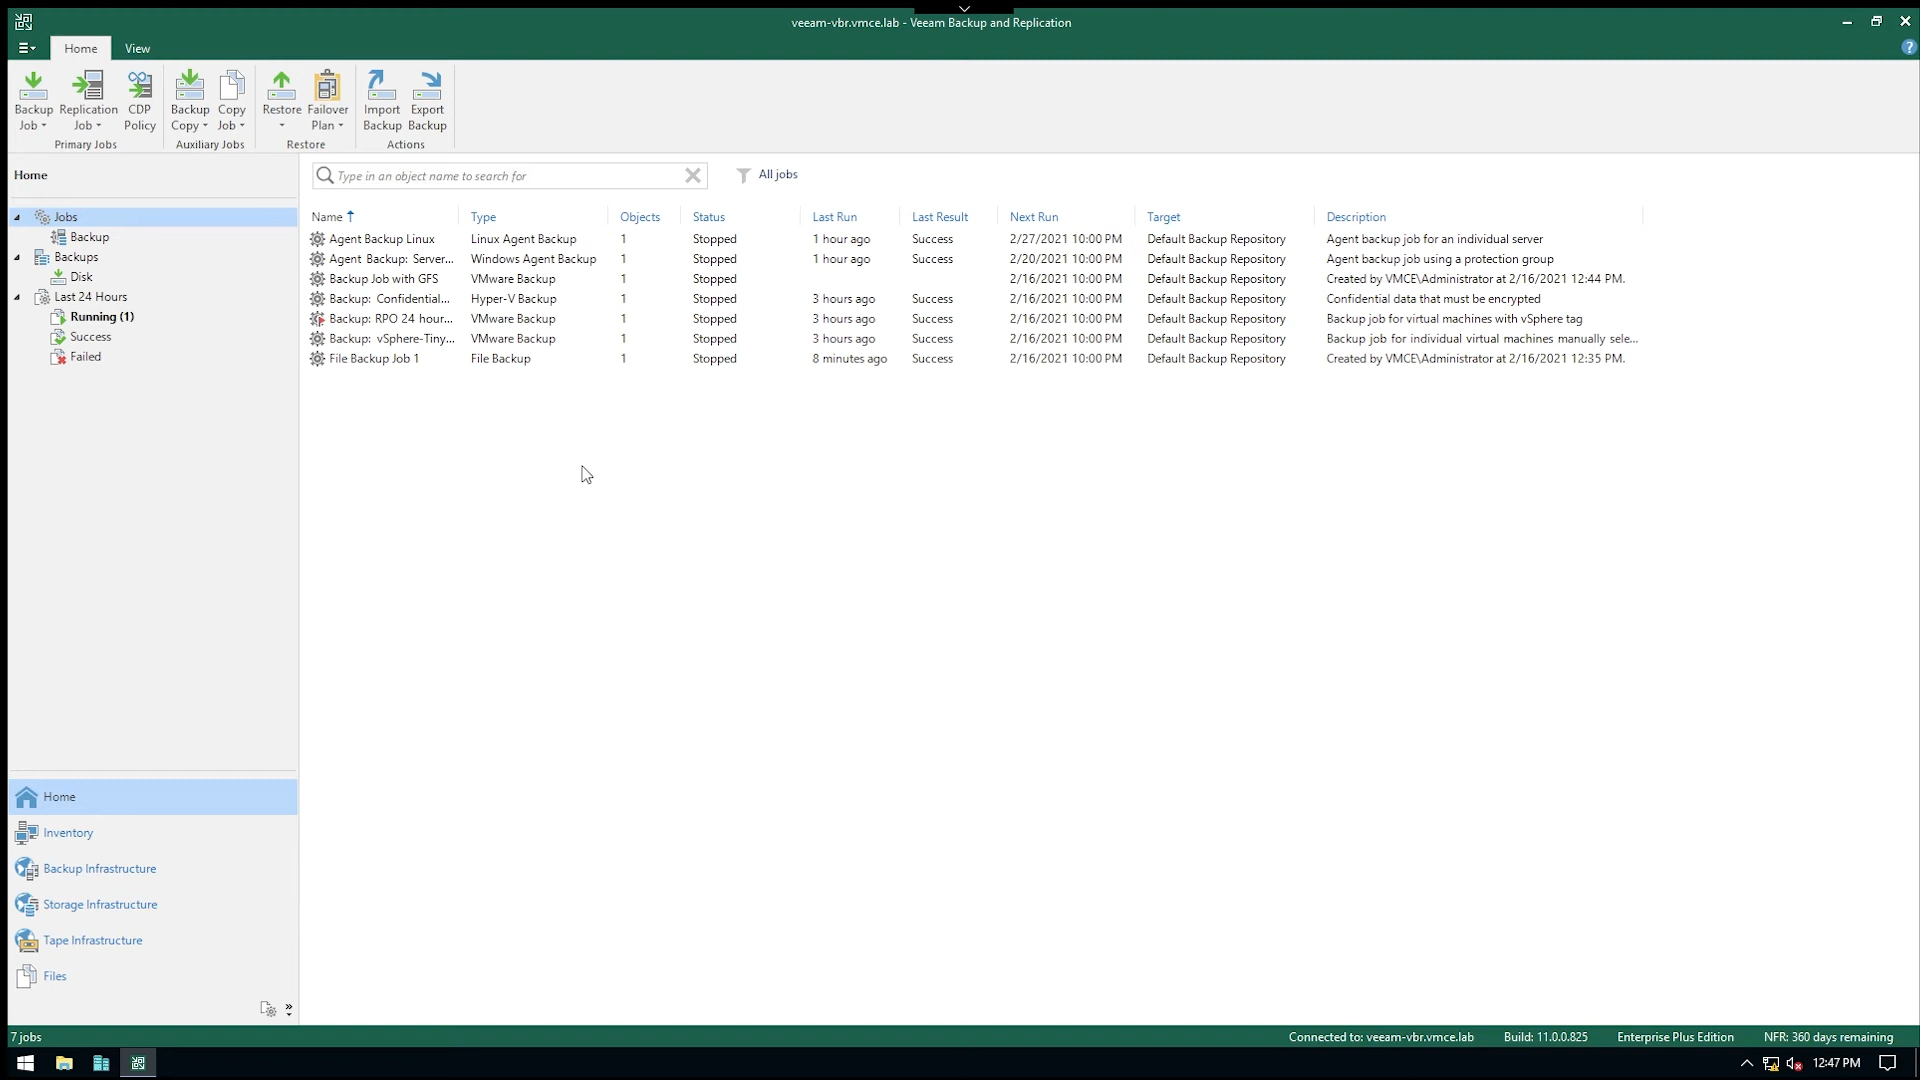 veeam-vbr.vmce.lab - Veeam Backup and Replication
Home View
Backup Job Replication Job CDP Policy Backup Copy Copy Job Restore Failover Plan Import Backup Export Backup
Primary Jobs Auxiliary Jobs Restore Actions
Home
Type in an object name to search for All jobs
Jobs
Backup
Backups
Disk
Last 24 Hours
Running (1)
Success
Failed
Name Type Objects Status Last Run Last Result Next Run Target Description
Agent Backup Linux Linux Agent Backup 1 Stopped 1 hour ago Success 2/27/2021 10:00 PM Default Backup Repository Agent backup job for an individual server
Agent Backup: Server... Windows Agent Backup 1 Stopped 1 hour ago Success 2/20/2021 10:00 PM Default Backup Repository Agent backup job using a protection group
Backup Job with GFS VMware Backup 1 Stopped 2/16/2021 10:00 PM Default Backup Repository Created by VMCE\Administrator at 2/16/2021 12:44 PM.
Backup: Confidential... Hyper-V Backup 1 Stopped 3 hours ago Success 2/16/2021 10:00 PM Default Backup Repository Confidential data that must be encrypted
Backup: RPO 24 hour... VMware Backup 1 Stopped 3 hours ago Success 2/16/2021 10:00 PM Default Backup Repository Backup job for virtual machines with vSphere tag
Backup: vSphere-Tiny... VMware Backup 1 Stopped 3 hours ago Success 2/16/2021 10:00 PM Default Backup Repository Backup job for individual virtual machines manually sele...
File Backup Job 1 File Backup 1 Stopped 8 minutes ago Success 2/16/2021 10:00 PM Default Backup Repository Created by VMCE\Administrator at 2/16/2021 12:35 PM.
Home
Inventory
Backup Infrastructure
Storage Infrastructure
Tape Infrastructure
Files
7 jobs Connected to: veeam-vbr.vmce.lab Build: 11.0.0.825 Enterprise Plus Edition NFR: 360 days remaining
12:47 PM